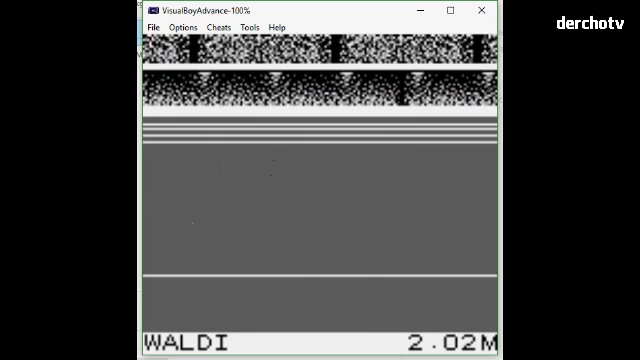 VisualBoyAdvance-100%
derchotv
File Options Cheats Tools Help
WALDI 2.02M